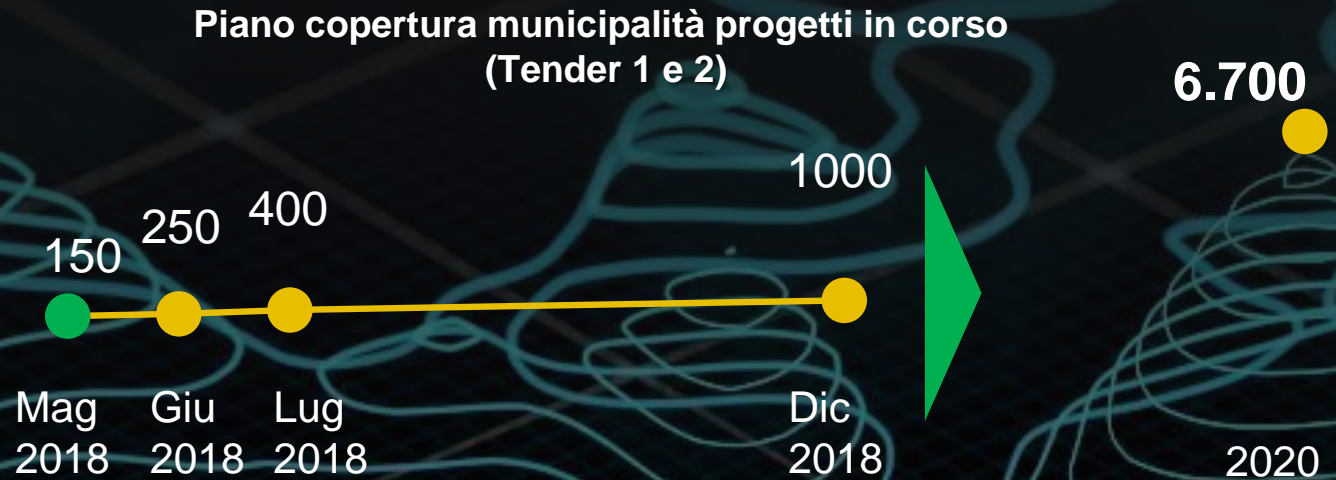 Piano copertura municipalità progetti in corso
(Tender 1 e 2)
6.700
1000
400
250
150
Mag
2018
Giu
2018
Lug
2018
Dic
2018
2020